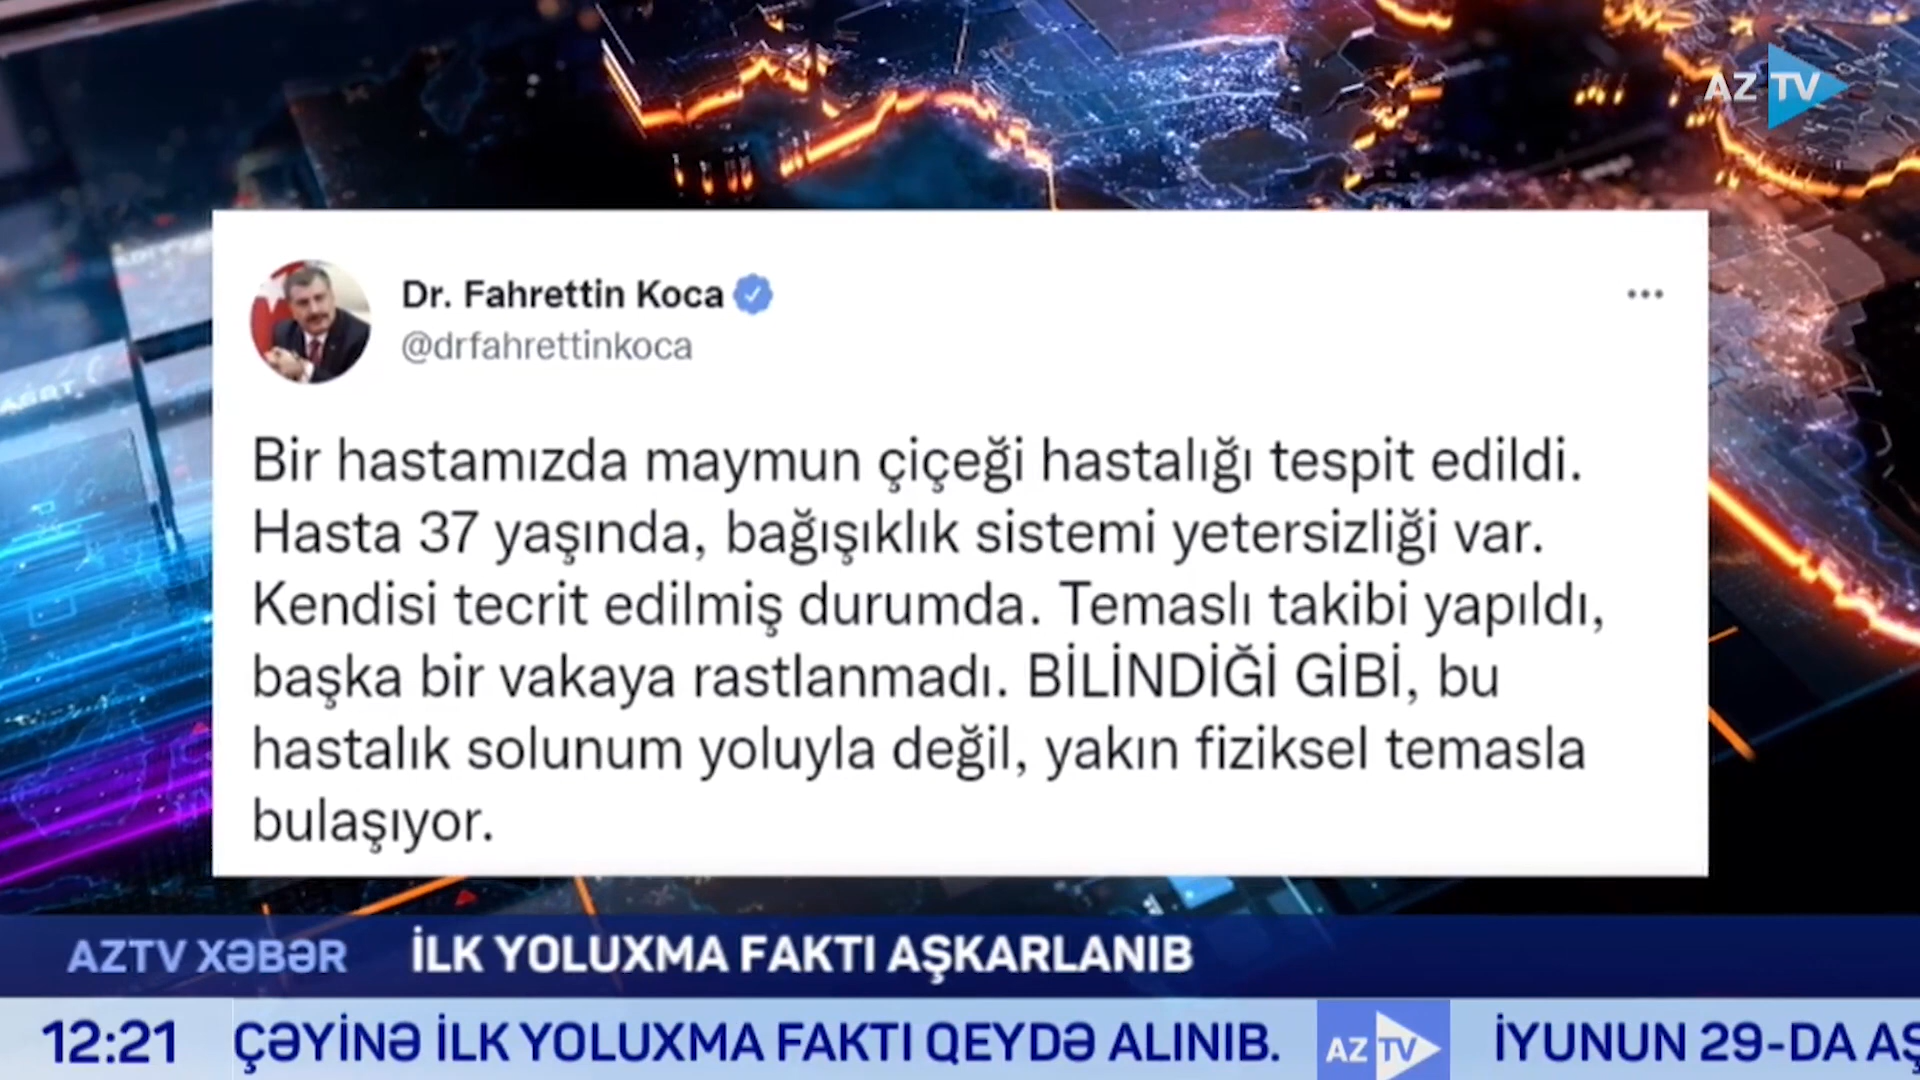 AZ TV
Dr. Fahrettin Koca
@drfahrettinkoca
Bir hastamızda maymun çiçeği hastalığı tespit edildi.
Hasta 37 yaşında, bağışıklık sistemi yetersizliği var.
Kendisi tecrit edilmiş durumda. Temaslı takibi yapıldı,
başka bir vakaya rastlanmadı. BİLİNDİĞİ GİBİ, bu
hastalık solunum yoluyla değil, yakın fiziksel temasla
bulaşıyor.
AZTV XƏBƏR İLK YOLUXMA FAKTI AŞKARLANIB
12:21 ÇƏYİNƏ İLK YOLUXMA FAKTI QEYDƏ ALINIB. AZ TV İYUNUN 29-DA AŞ